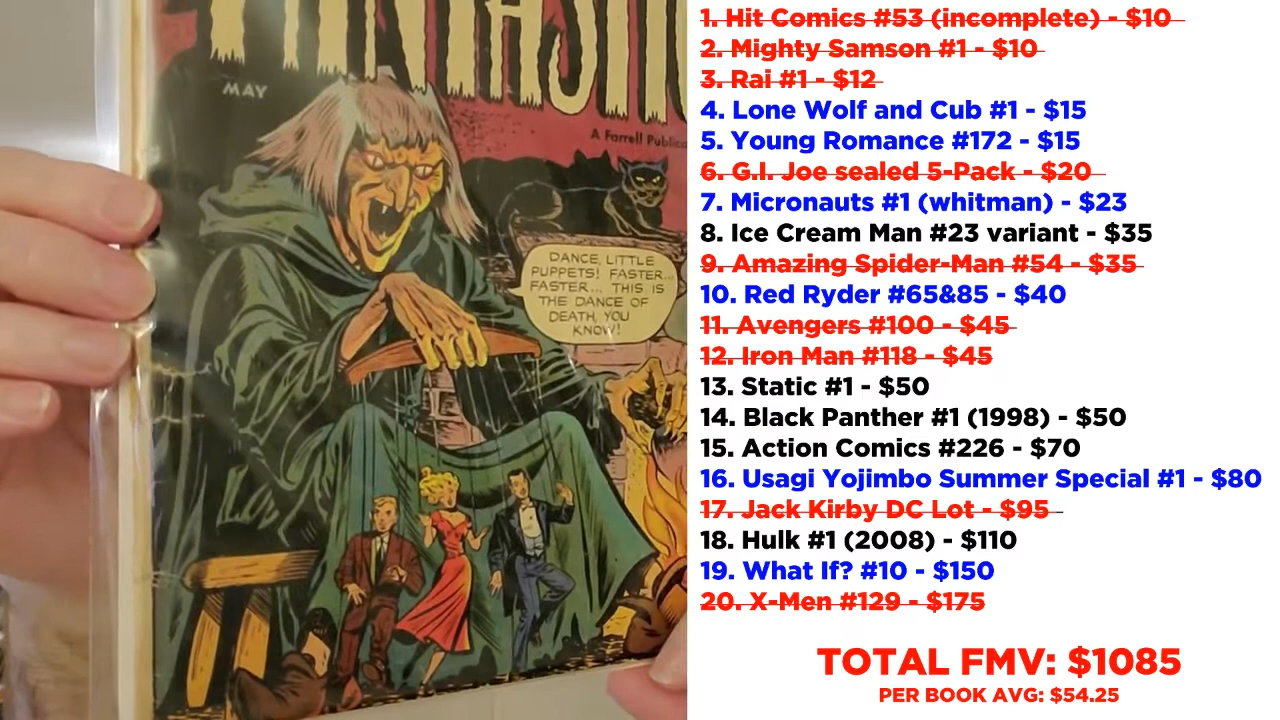 MAY
A Farrell Publica
DANCE, LITTLE
PUPPETS! FASTER...
FASTER... THIS IS
THE DANCE OF
DEATH, YOU
KNOW!
1. Hit Comics #53 (incomplete) - $10
2. Mighty Samson #1 - $10
3. Rai #1 - $12
4. Lone Wolf and Cub #1 - $15
5. Young Romance #172 - $15
6. G.I. Joe sealed 5-Pack - $20
7. Micronauts #1 (whitman) - $23
8. Ice Cream Man #23 variant - $35
9. Amazing Spider-Man #54 - $35
10. Red Ryder #65&85 - $40
11. Avengers #100 - $45
12. Iron Man #118 - $45
13. Static #1 - $50
14. Black Panther #1 (1998) - $50
15. Action Comics #226 - $70
16. Usagi Yojimbo Summer Special #1 - $80
17. Jack Kirby DC Lot - $95
18. Hulk #1 (2008) - $110
19. What If? #10 - $150
20. X-Men #129 - $175
TOTAL FMV: $1085
PER BOOK AVG: $54.25